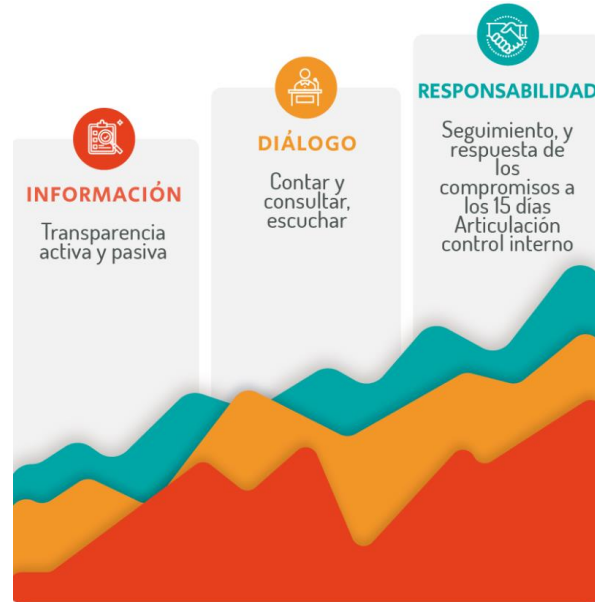 INFORMACIÓN
Transparencia
activa y pasiva
DIÁLOGO
Contar y
consultar,
escuchar
RESPONSABILIDAD
Seguimiento, y
respuesta de
los
compromisos a
los 15 días
Articulación
control interno